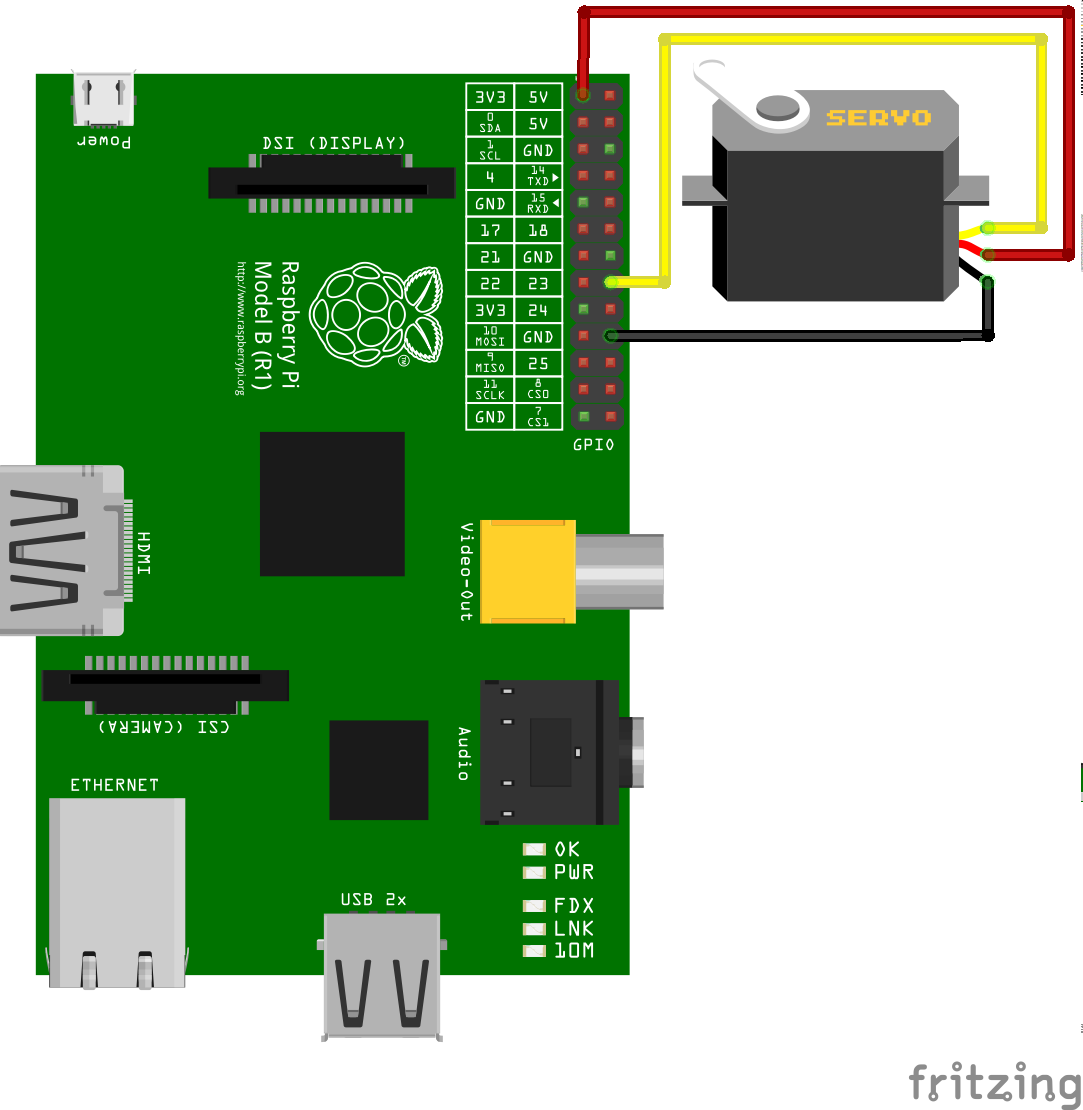 Power
DSI (DISPLAY)
3V3 5V
0 SDA 5V
1 SCL GND
4 14 TXD
GND 15 RXD
17 18
21 GND
22 23
3V3 24
10 MOSI GND
9 MISO 25
11 SCLK 8 CS0
GND 7 CS1
GPIO
SERVO
Raspberry Pi
Model B (R1)
http://www.raspberrypi.org
TM
HDMI
Video-Out
CSI (CAMERA)
Audio
ETHERNET
USB 2x
OK
PWR
FDX
LNK
10M
fritzing